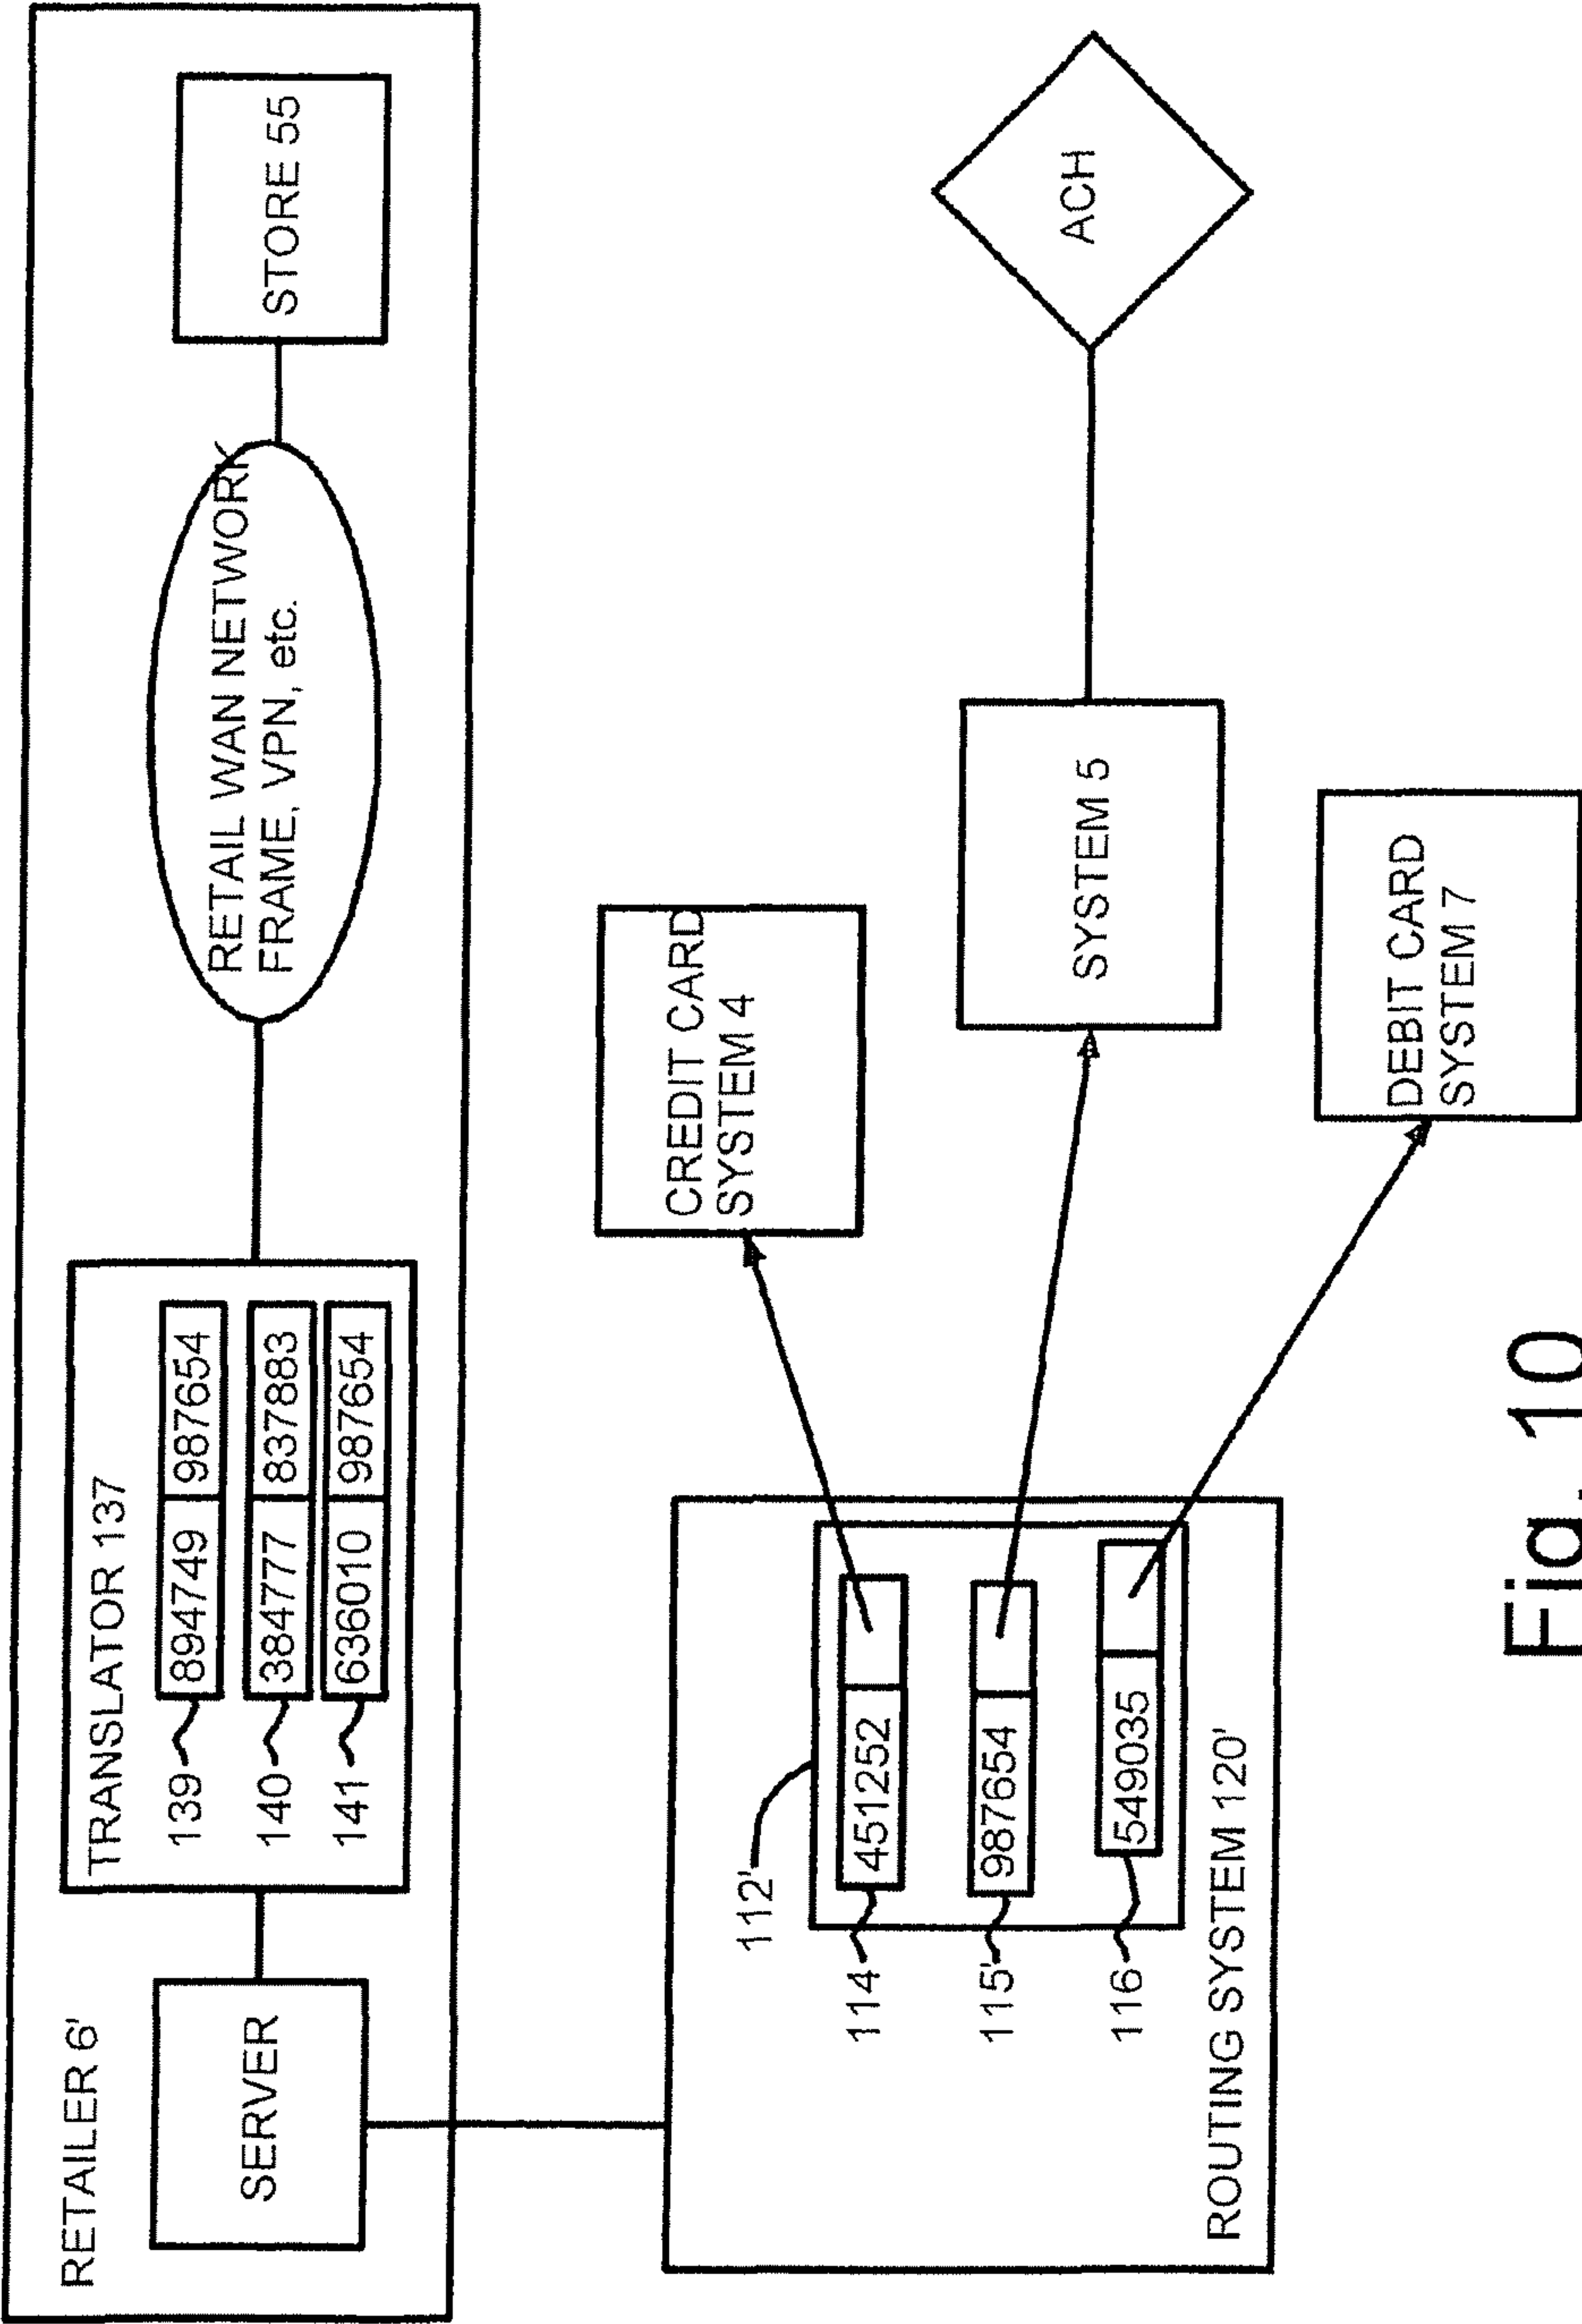 RETAILER 6'
SERVER
TRANSLATOR 137
139
894749 987654
140
384777 837883
141
636010 987654
RETAIL WAN NETWORK
FRAME, VPN, etc.
STORE 55
CREDIT CARD
SYSTEM 4
112'
114
451252
115'
987654
116
549035
ROUTING SYSTEM 120'
SYSTEM 5
ACH
DEBIT CARD
SYSTEM 7
Fig. 10